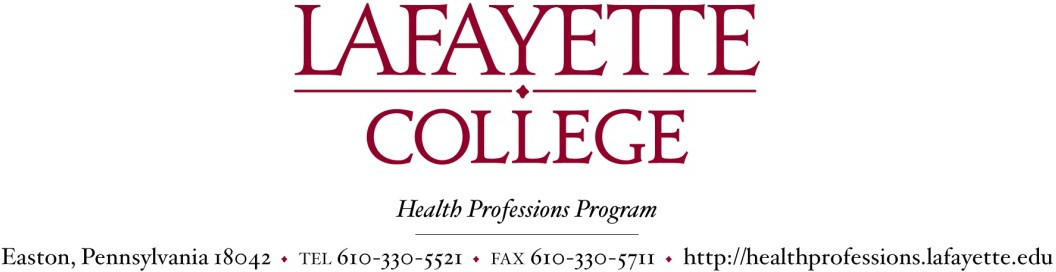 LAFAYETTE
COLLEGE
Health Professions Program
Easton, Pennsylvania 18042 ♦ TEL 610-330-5521 ♦ FAX 610-330-5711 ♦ http://healthprofessions.lafayette.edu